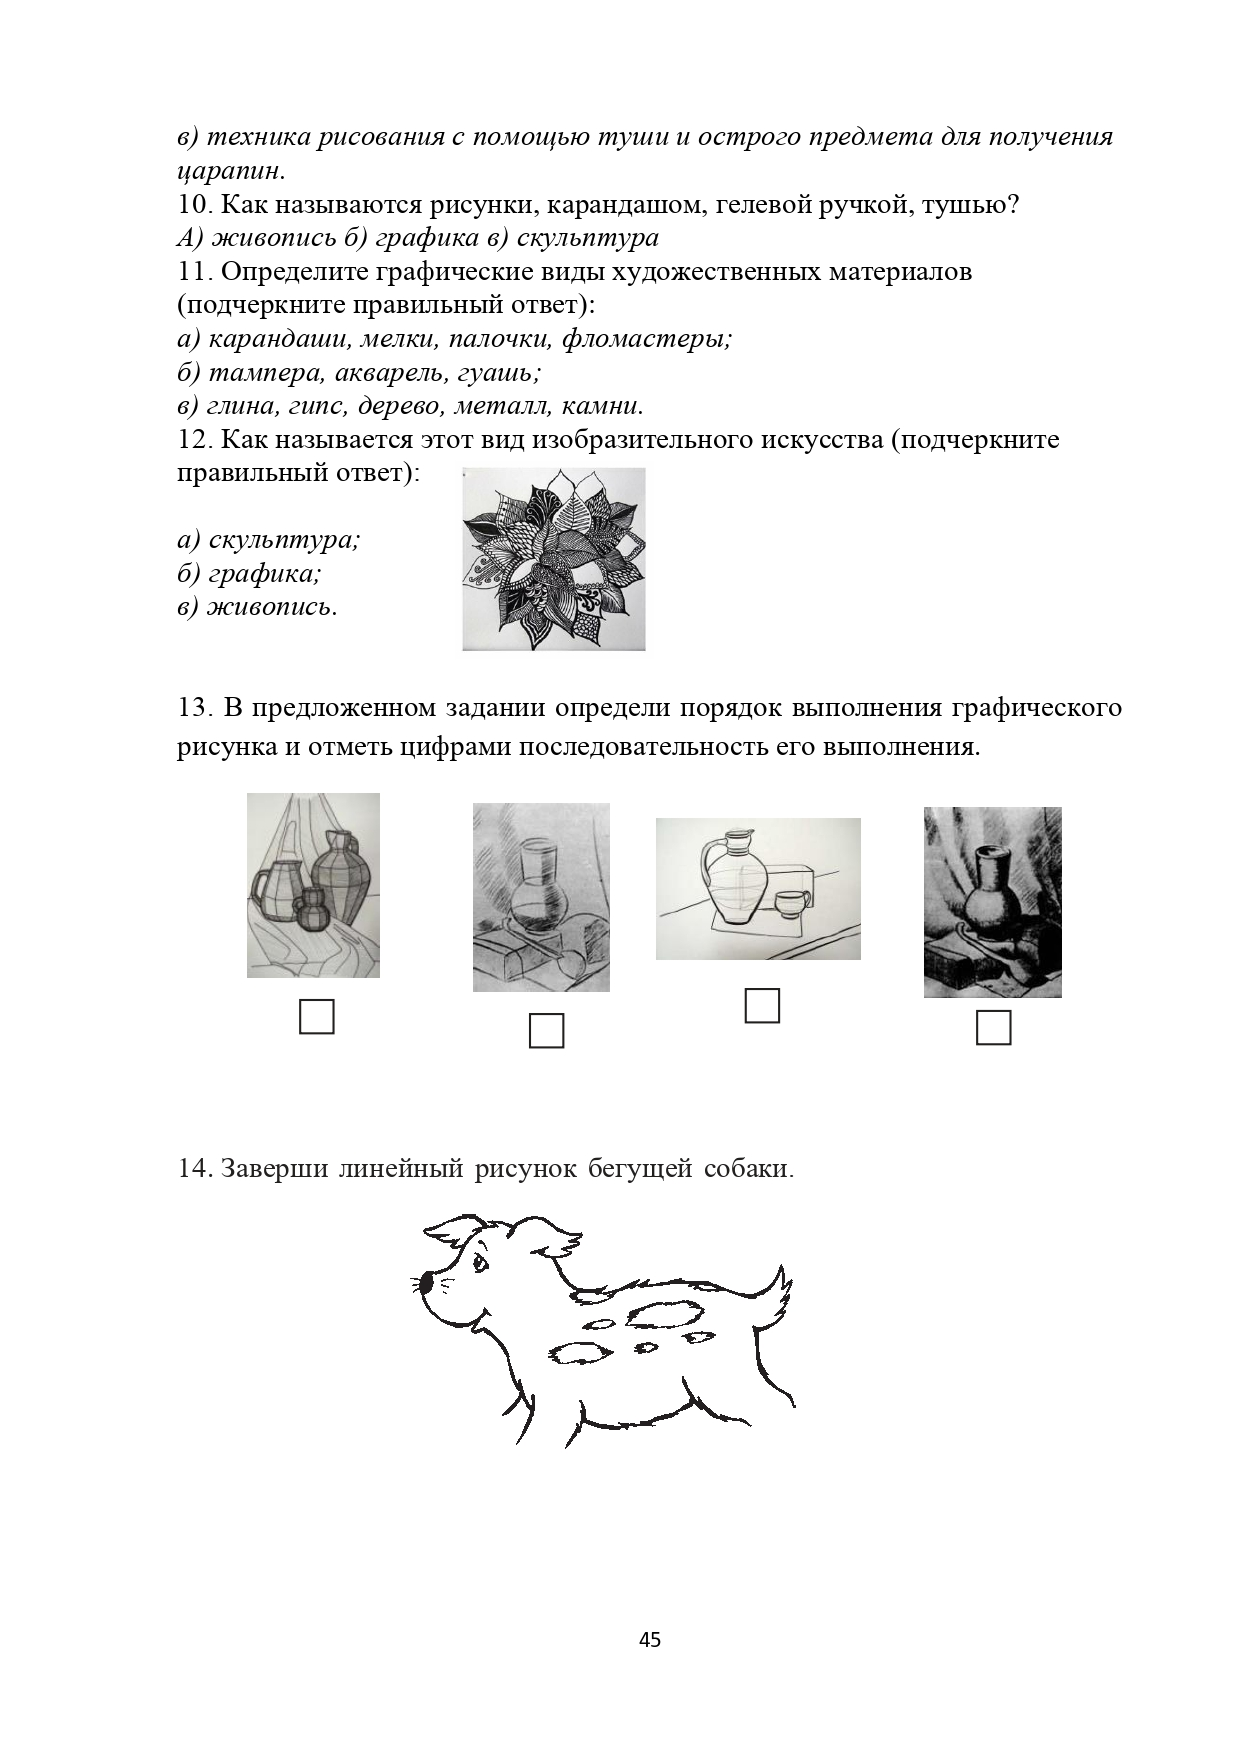 в) техника рисования с помощью туши и острого предмета для получения
царапин.
10. Как называются рисунки, карандашом, гелевой ручкой, тушью?
А) живопись б) графика в) скульптура
11. Определите графические виды художественных материалов
(подчеркните правильный ответ):
а) карандаши, мелки, палочки, фломастеры;
б) тампера, акварель, гуашь;
в) глина, гипс, дерево, металл, камни.
12. Как называется этот вид изобразительного искусства (подчеркните
правильный ответ):
а) скульптура;
б) графика;
в) живопись.
13. В предложенном задании определи порядок выполнения графического
рисунка и отметь цифрами последовательность его выполнения.
14. Заверши линейный рисунок бегущей собаки.
45